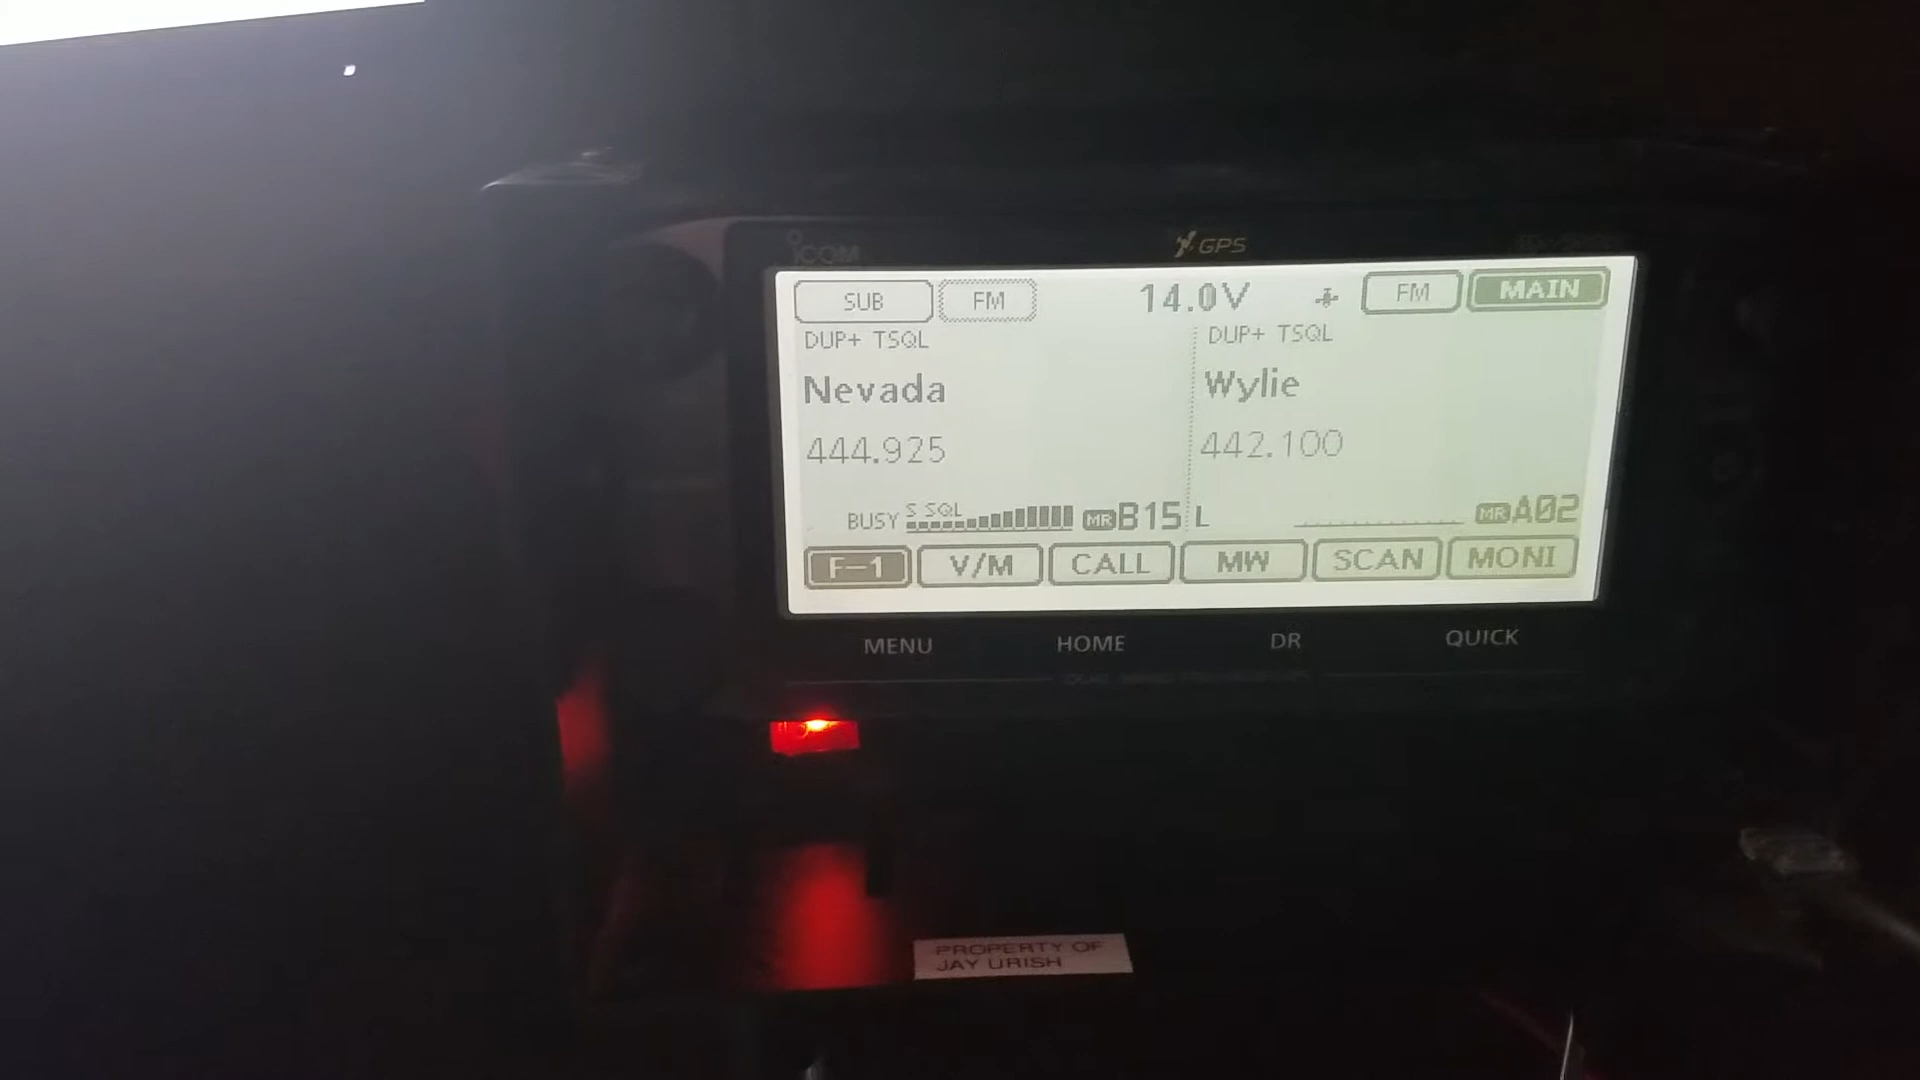 iCOM
GPS
SUB FM 14.0V FM MAIN
DUP+ TSQL DUP+ TSQL
Nevada Wylie
444.925 442.100
BUSY S SQL MR B15 L MR A02
F-1 V/M CALL MW SCAN MONI
MENU HOME DR QUICK
PROPERTY OF
JAY URISH